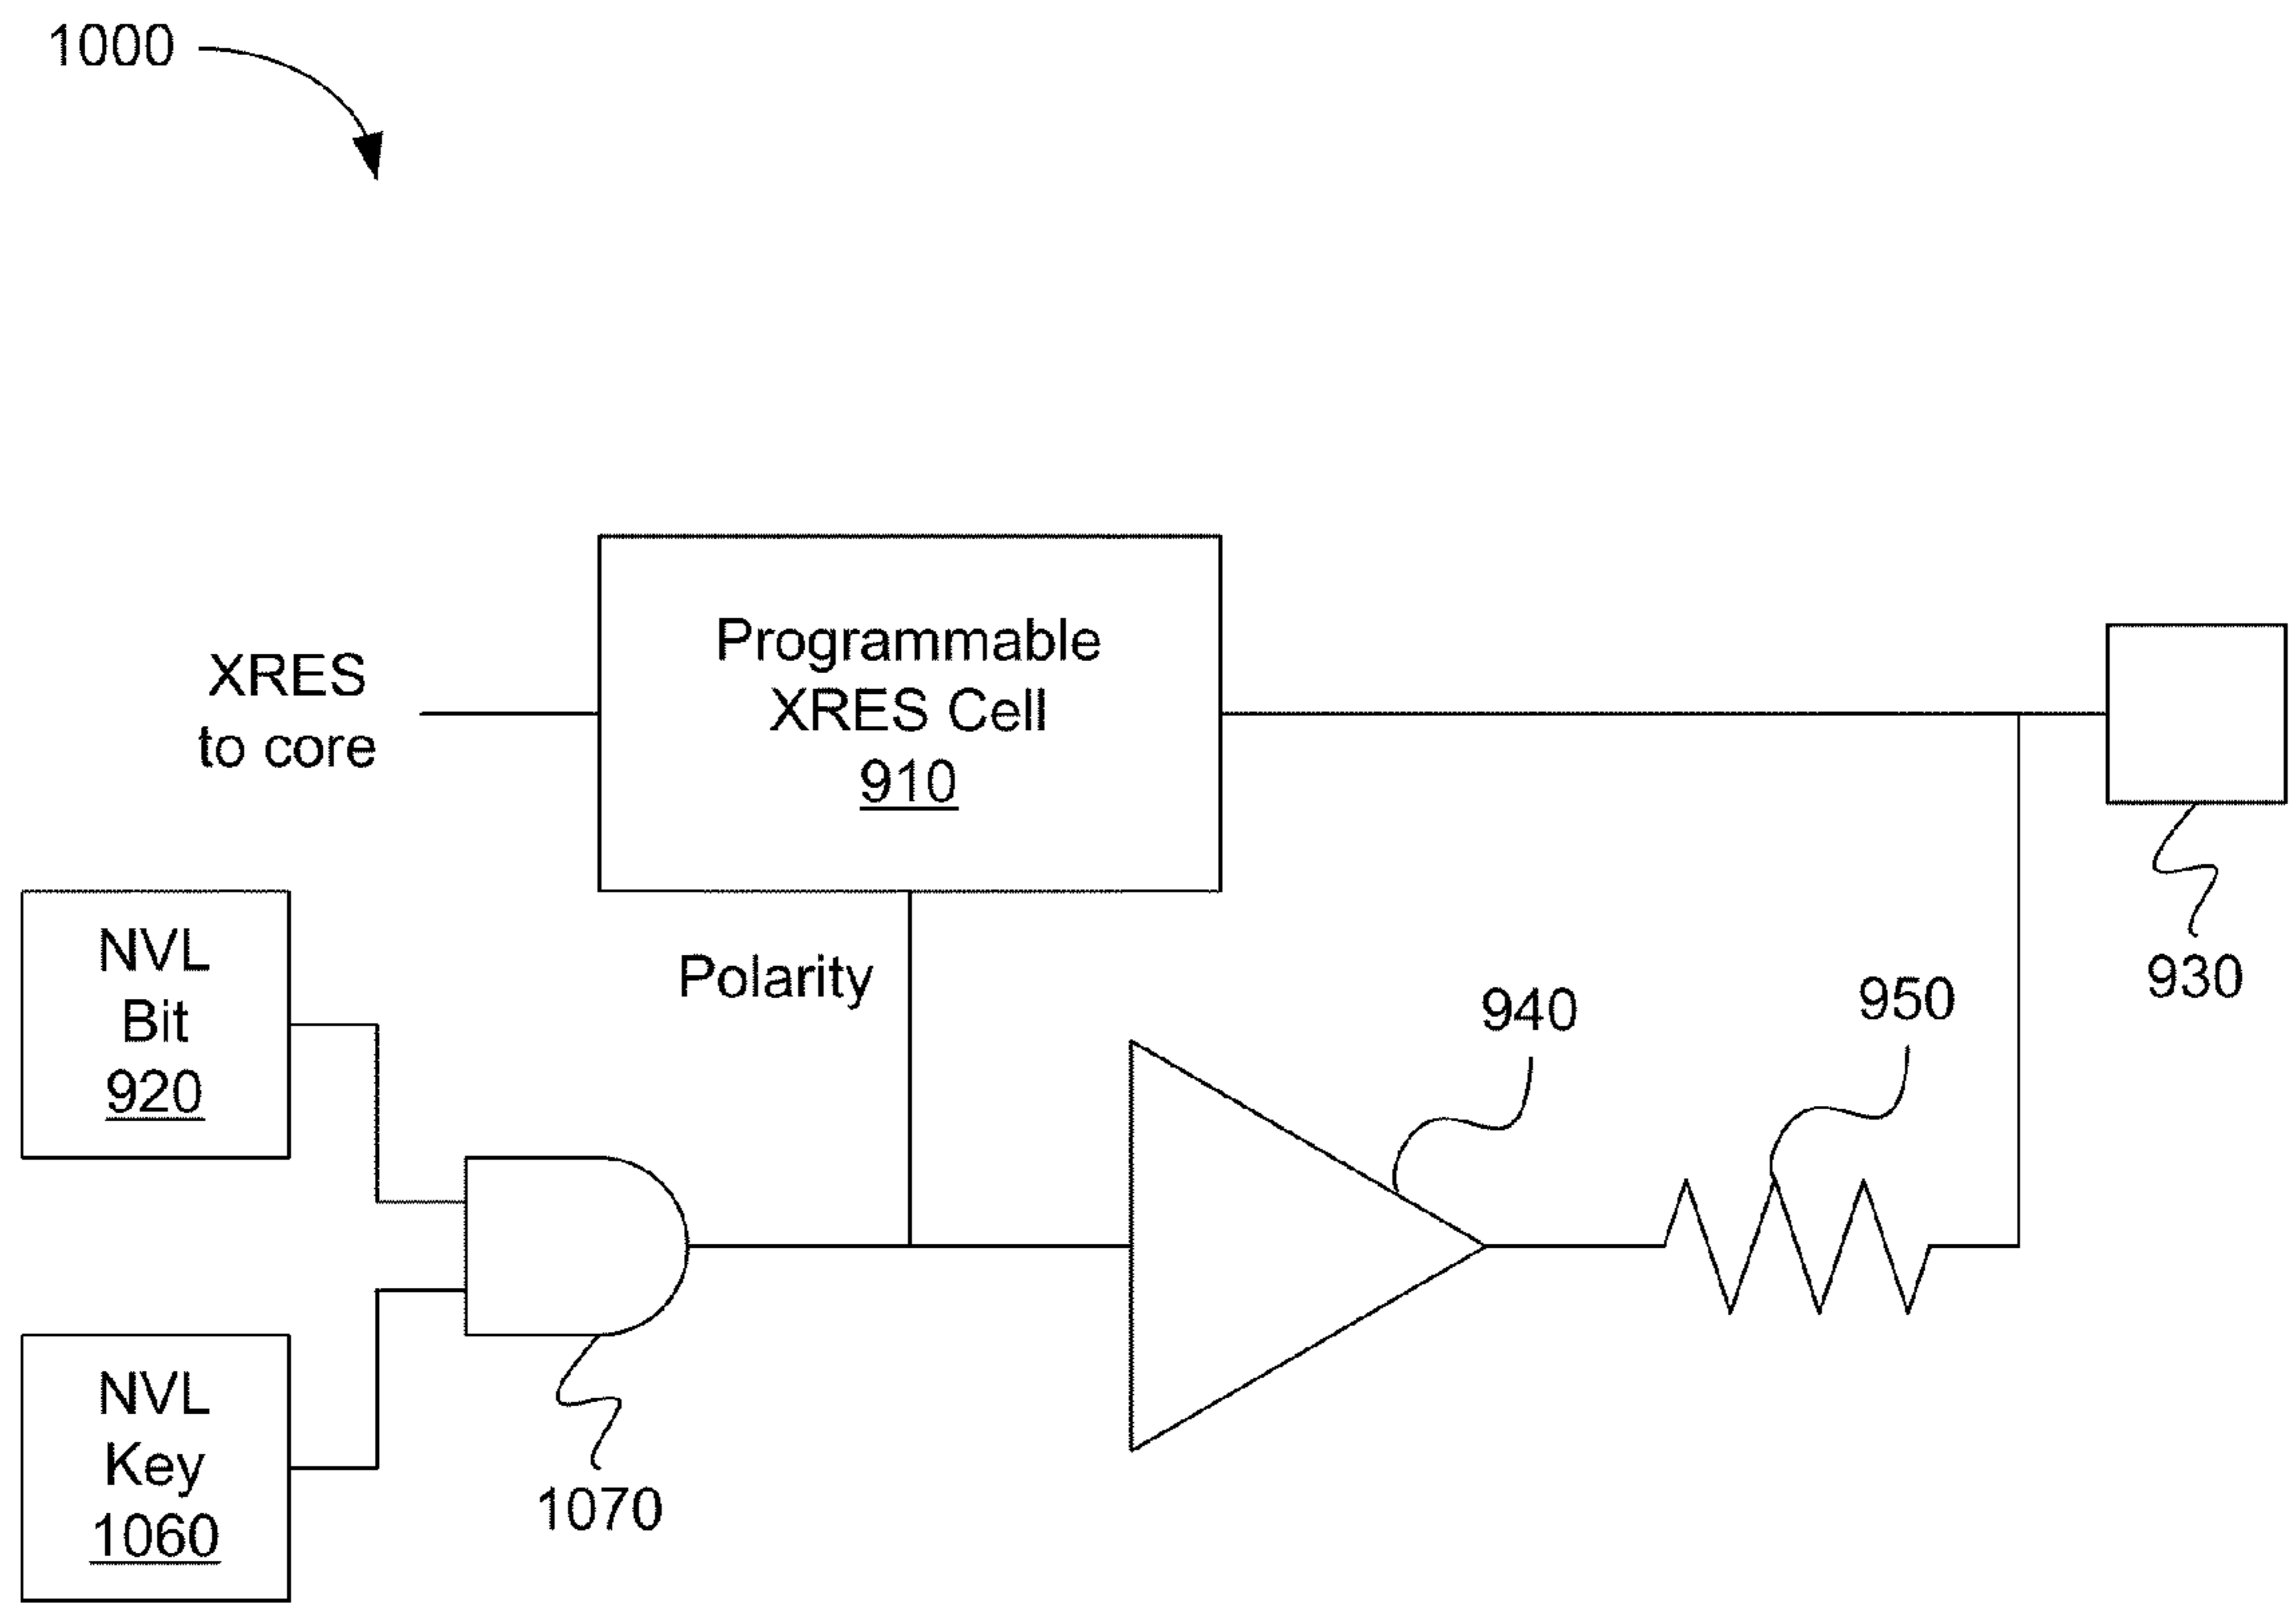 1000
Programmable
XRES Cell
910
XRES
to core
930
NVL
Bit
920
Polarity
940
950
NVL
Key
1060
1070